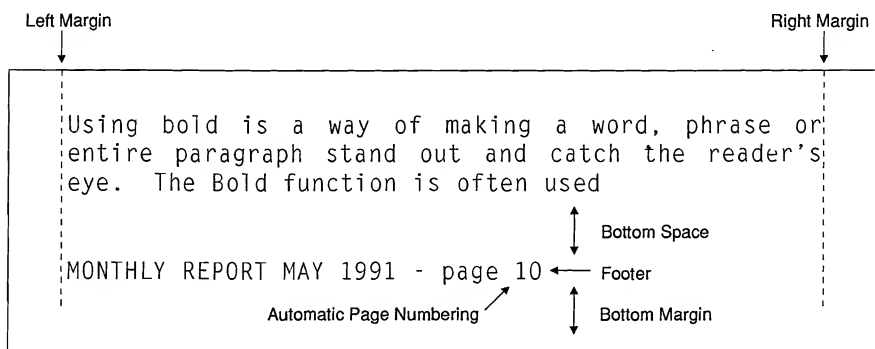 Left Margin Right Margin
Using bold is a way of making a word, phrase or
entire paragraph stand out and catch the reader's
eye. The Bold function is often used
Bottom Space
MONTHLY REPORT MAY 1991 - page 10 Footer
Automatic Page Numbering Bottom Margin